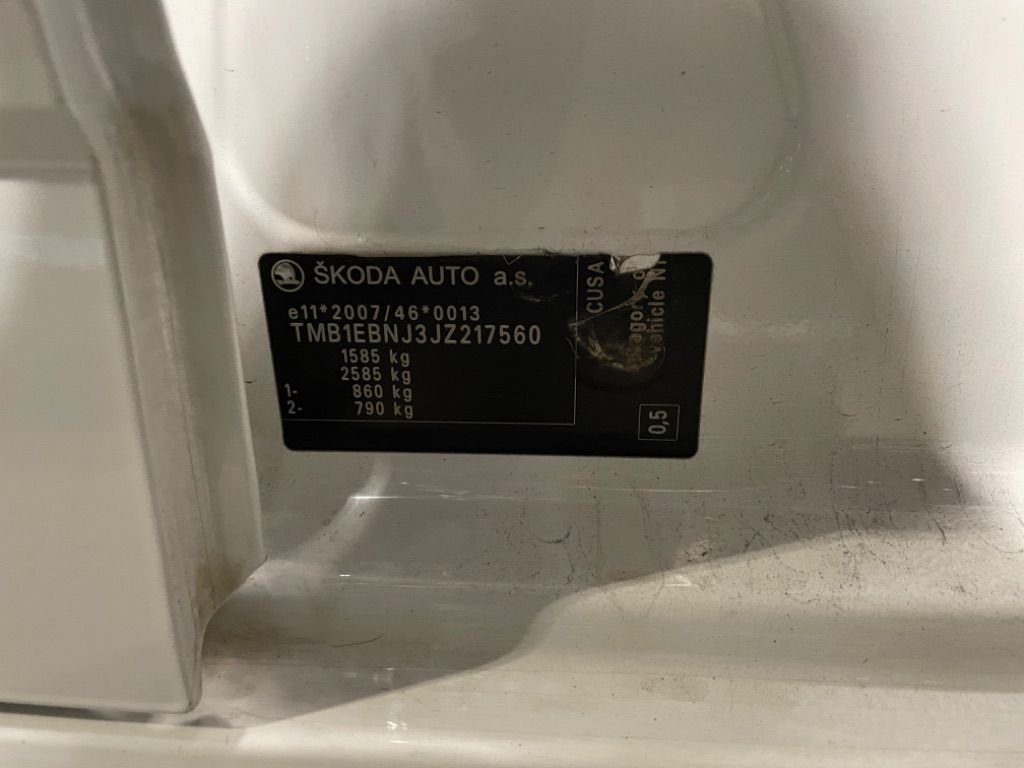 ŠKODA AUTO a.s.
e11*2007/46*0013
TMB1EBNJ3JZ217560
1585 kg
2585 kg
1- 860 kg
2- 790 kg
CUSA
vehicle
0,5